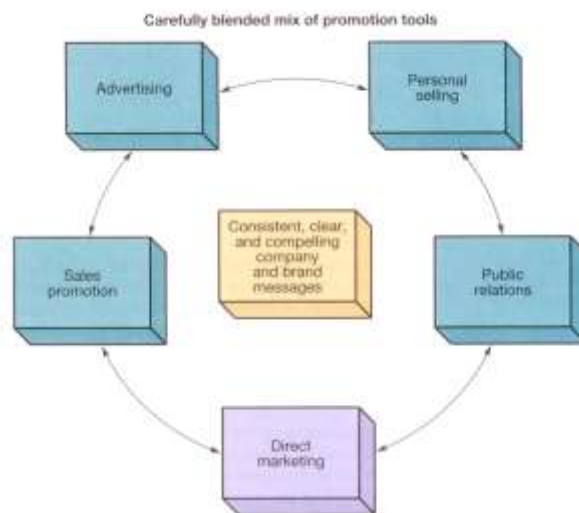 Carefully blended mix of promotion tools
Advertising
Personal
selling
Consistent, clear,
and compelling
company
and brand
messages
Sales
promotion
Public
relations
Direct
marketing